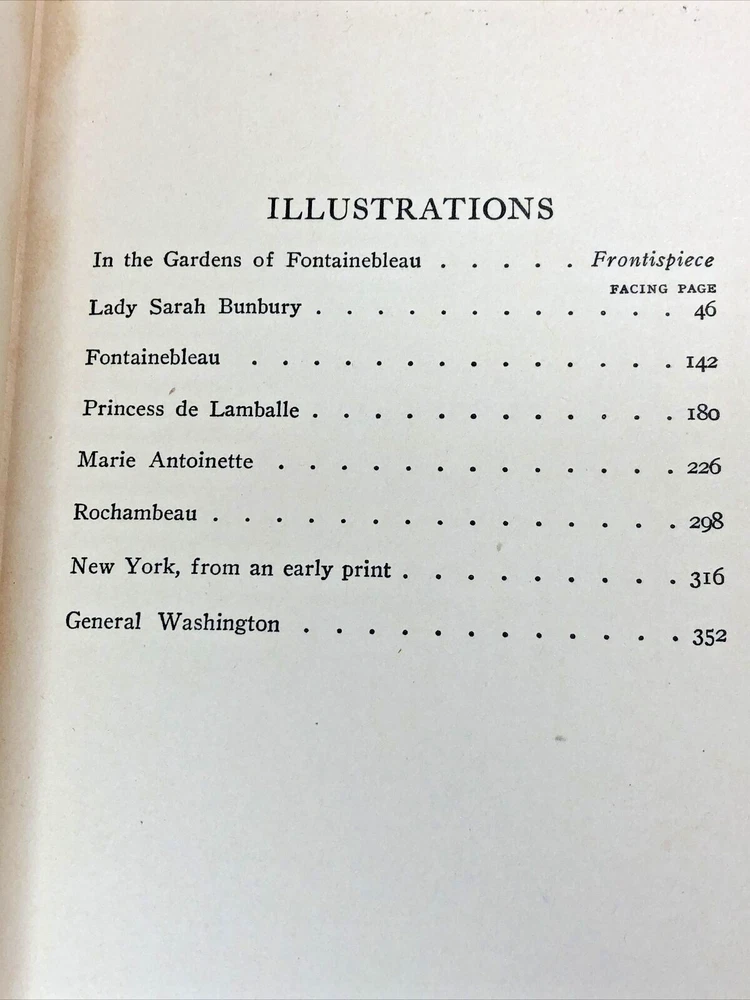 ILLUSTRATIONS
In the Gardens of Fontainebleau . . . . . Frontispiece
FACING PAGE
Lady Sarah Bunbury . . . . . . . . . . . . 46
Fontainebleau . . . . . . . . . . . . . . 142
Princess de Lamballe . . . . . . . . . . . . 180
Marie Antoinette . . . . . . . . . . . . . 226
Rochambeau . . . . . . . . . . . . . . . 298
New York, from an early print . . . . . . . . . 316
General Washington . . . . . . . . . . . . 352